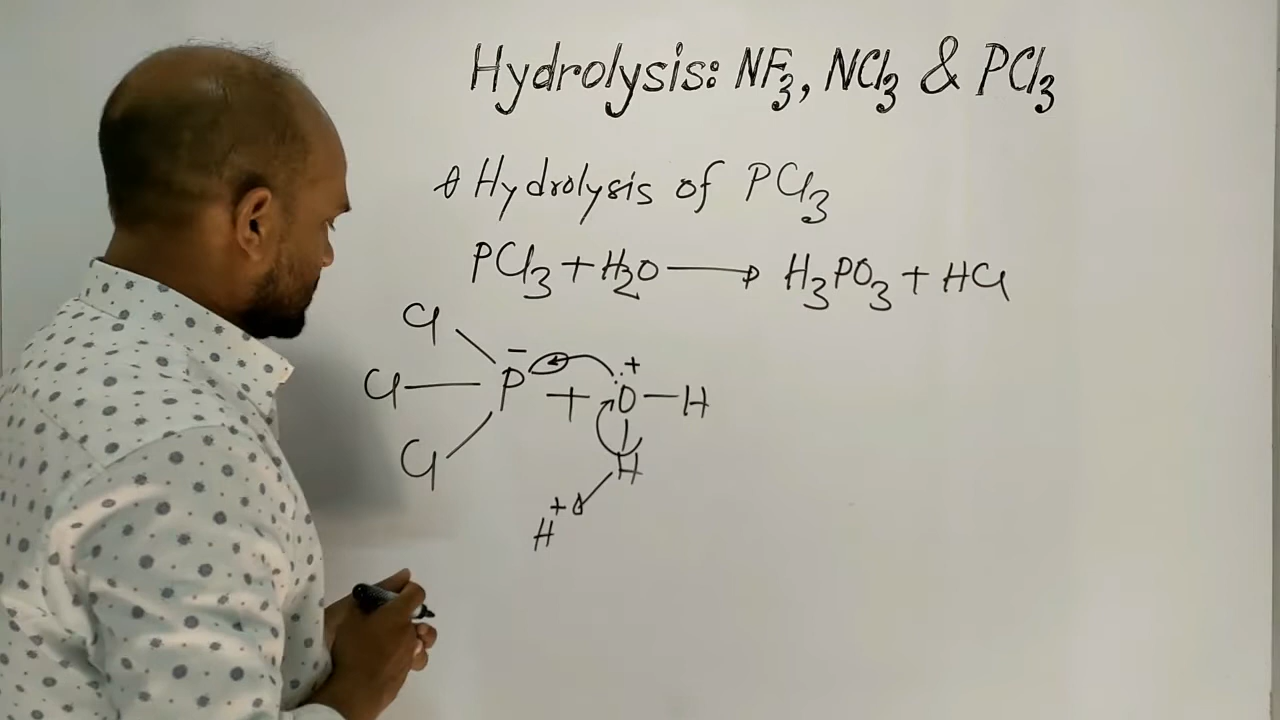 Hydrolysis: NF₃, NCl₃ & PCl₃
Hydrolysis of PCl₃
PCl₃ + H₂O ⟶ H₃PO₃ + HCl
Cl
− +
Cl — P + :O — H
Cl H
+
H